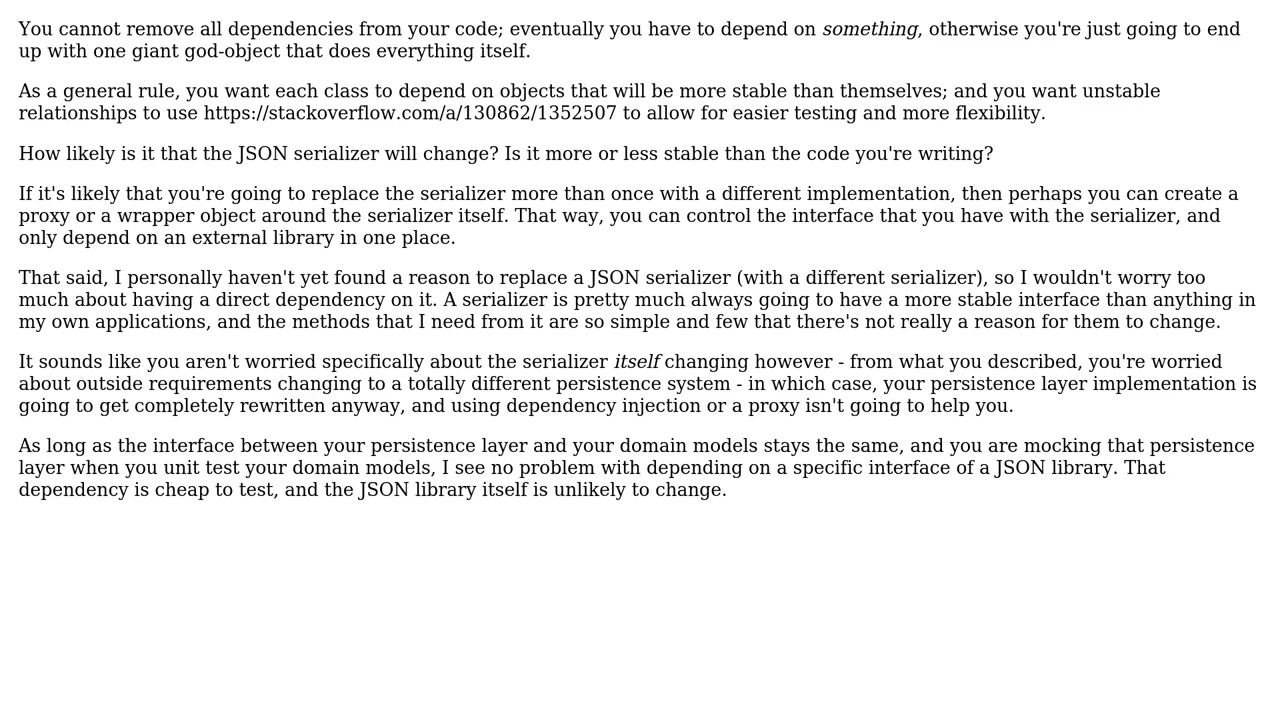 You cannot remove all dependencies from your code; eventually you have to depend on something, otherwise you're just going to end
up with one giant god-object that does everything itself.
As a general rule, you want each class to depend on objects that will be more stable than themselves; and you want unstable
relationships to use https://stackoverflow.com/a/130862/1352507 to allow for easier testing and more flexibility.
How likely is it that the JSON serializer will change? Is it more or less stable than the code you're writing?
If it's likely that you're going to replace the serializer more than once with a different implementation, then perhaps you can create a
proxy or a wrapper object around the serializer itself. That way, you can control the interface that you have with the serializer, and
only depend on an external library in one place.
That said, I personally haven't yet found a reason to replace a JSON serializer (with a different serializer), so I wouldn't worry too
much about having a direct dependency on it. A serializer is pretty much always going to have a more stable interface than anything in
my own applications, and the methods that I need from it are so simple and few that there's not really a reason for them to change.
It sounds like you aren't worried specifically about the serializer itself changing however - from what you described, you're worried
about outside requirements changing to a totally different persistence system - in which case, your persistence layer implementation is
going to get completely rewritten anyway, and using dependency injection or a proxy isn't going to help you.
As long as the interface between your persistence layer and your domain models stays the same, and you are mocking that persistence
layer when you unit test your domain models, I see no problem with depending on a specific interface of a JSON library. That
dependency is cheap to test, and the JSON library itself is unlikely to change.